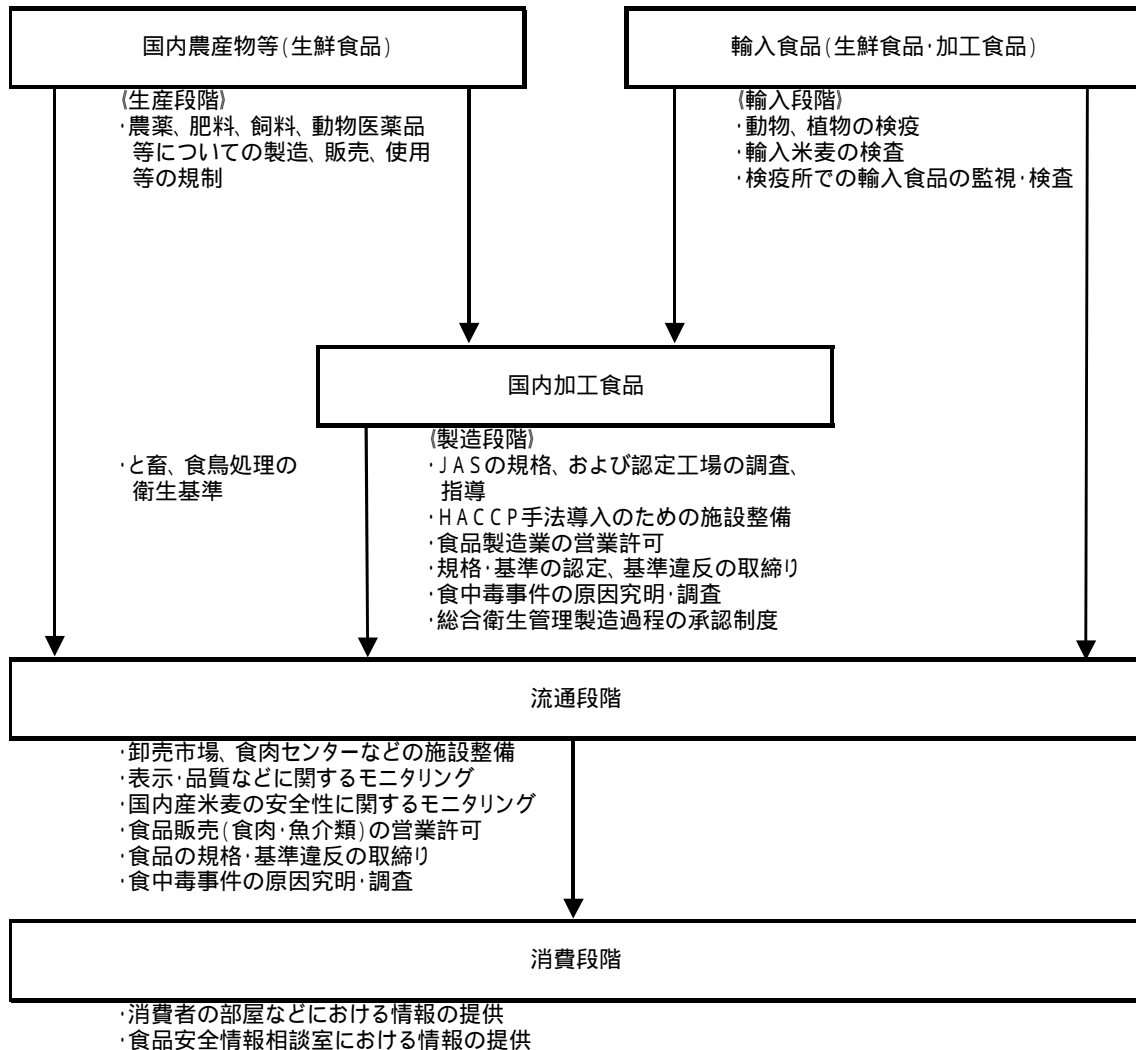 国内農産物等(生鮮食品)
輸入食品(生鮮食品·加工食品)
《生産段階》
·農薬、肥料、飼料、動物医薬品
等についての製造、販売、使用
等の規制
《輸入段階》
·動物、植物の検疫
·輸入米麦の検査
·検疫所での輸入食品の監視·検査
国内加工食品
·と畜、食鳥処理の
衛生基準
《製造段階》
·JASの規格、および認定工場の調査、
指導
·HACCP手法導入のための施設整備
·食品製造業の営業許可
·規格·基準の認定、基準違反の取締り
·食中毒事件の原因究明·調査
·総合衛生管理製造過程の承認制度
流通段階
·卸売市場、食肉センターなどの施設整備
·表示·品質などに関するモニタリング
·国内産米麦の安全性に関するモニタリング
·食品販売(食肉·魚介類)の営業許可
·食品の規格·基準違反の取締り
·食中毒事件の原因究明·調査
消費段階
·消費者の部屋などにおける情報の提供
·食品安全情報相談室における情報の提供